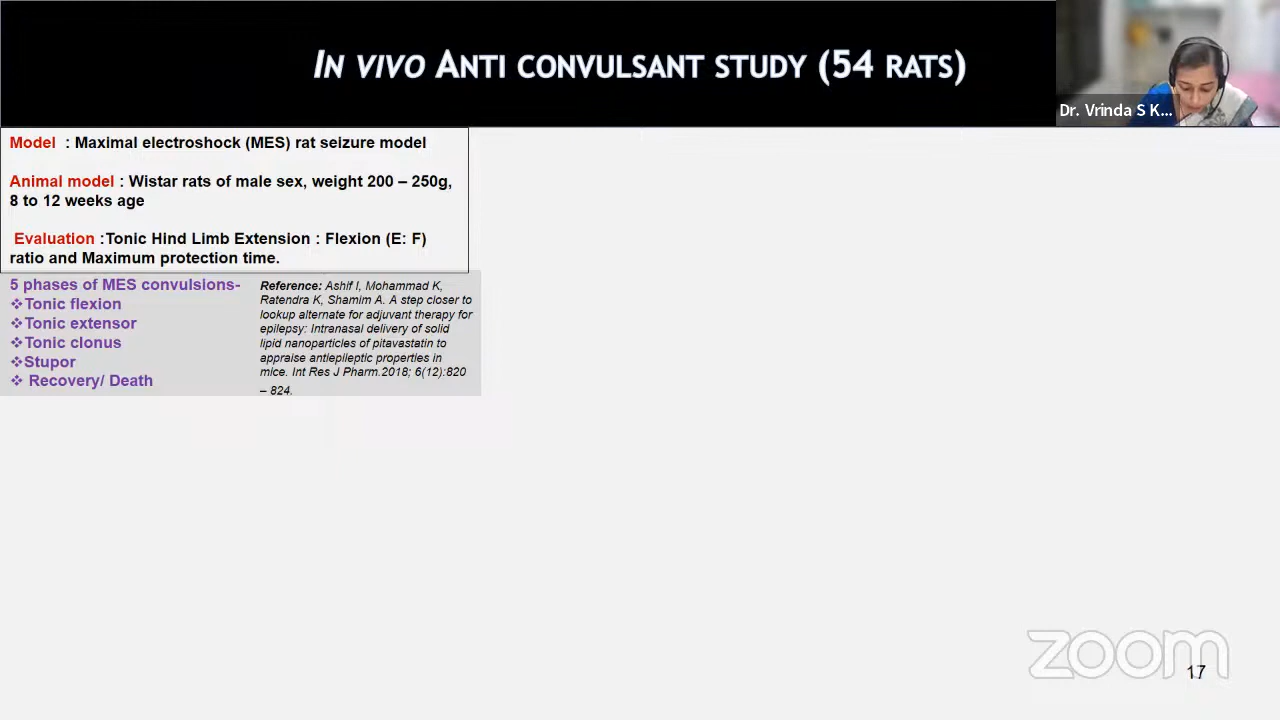 IN VIVO ANTI CONVULSANT STUDY (54 RATS)
Dr. Vrinda S K...
Model : Maximal electroshock (MES) rat seizure model
Animal model : Wistar rats of male sex, weight 200 – 250g,
8 to 12 weeks age
Evaluation :Tonic Hind Limb Extension : Flexion (E: F)
ratio and Maximum protection time.
5 phases of MES convulsions-
❖Tonic flexion
❖Tonic extensor
❖Tonic clonus
❖Stupor
❖ Recovery/ Death
Reference: Ashif I, Mohammad K,
Ratendra K, Shamim A. A step closer to
lookup alternate for adjuvant therapy for
epilepsy: Intranasal delivery of solid
lipid nanoparticles of pitavastatin to
appraise antiepileptic properties in
mice. Int Res J Pharm.2018; 6(12):820
– 824.
zoom
17